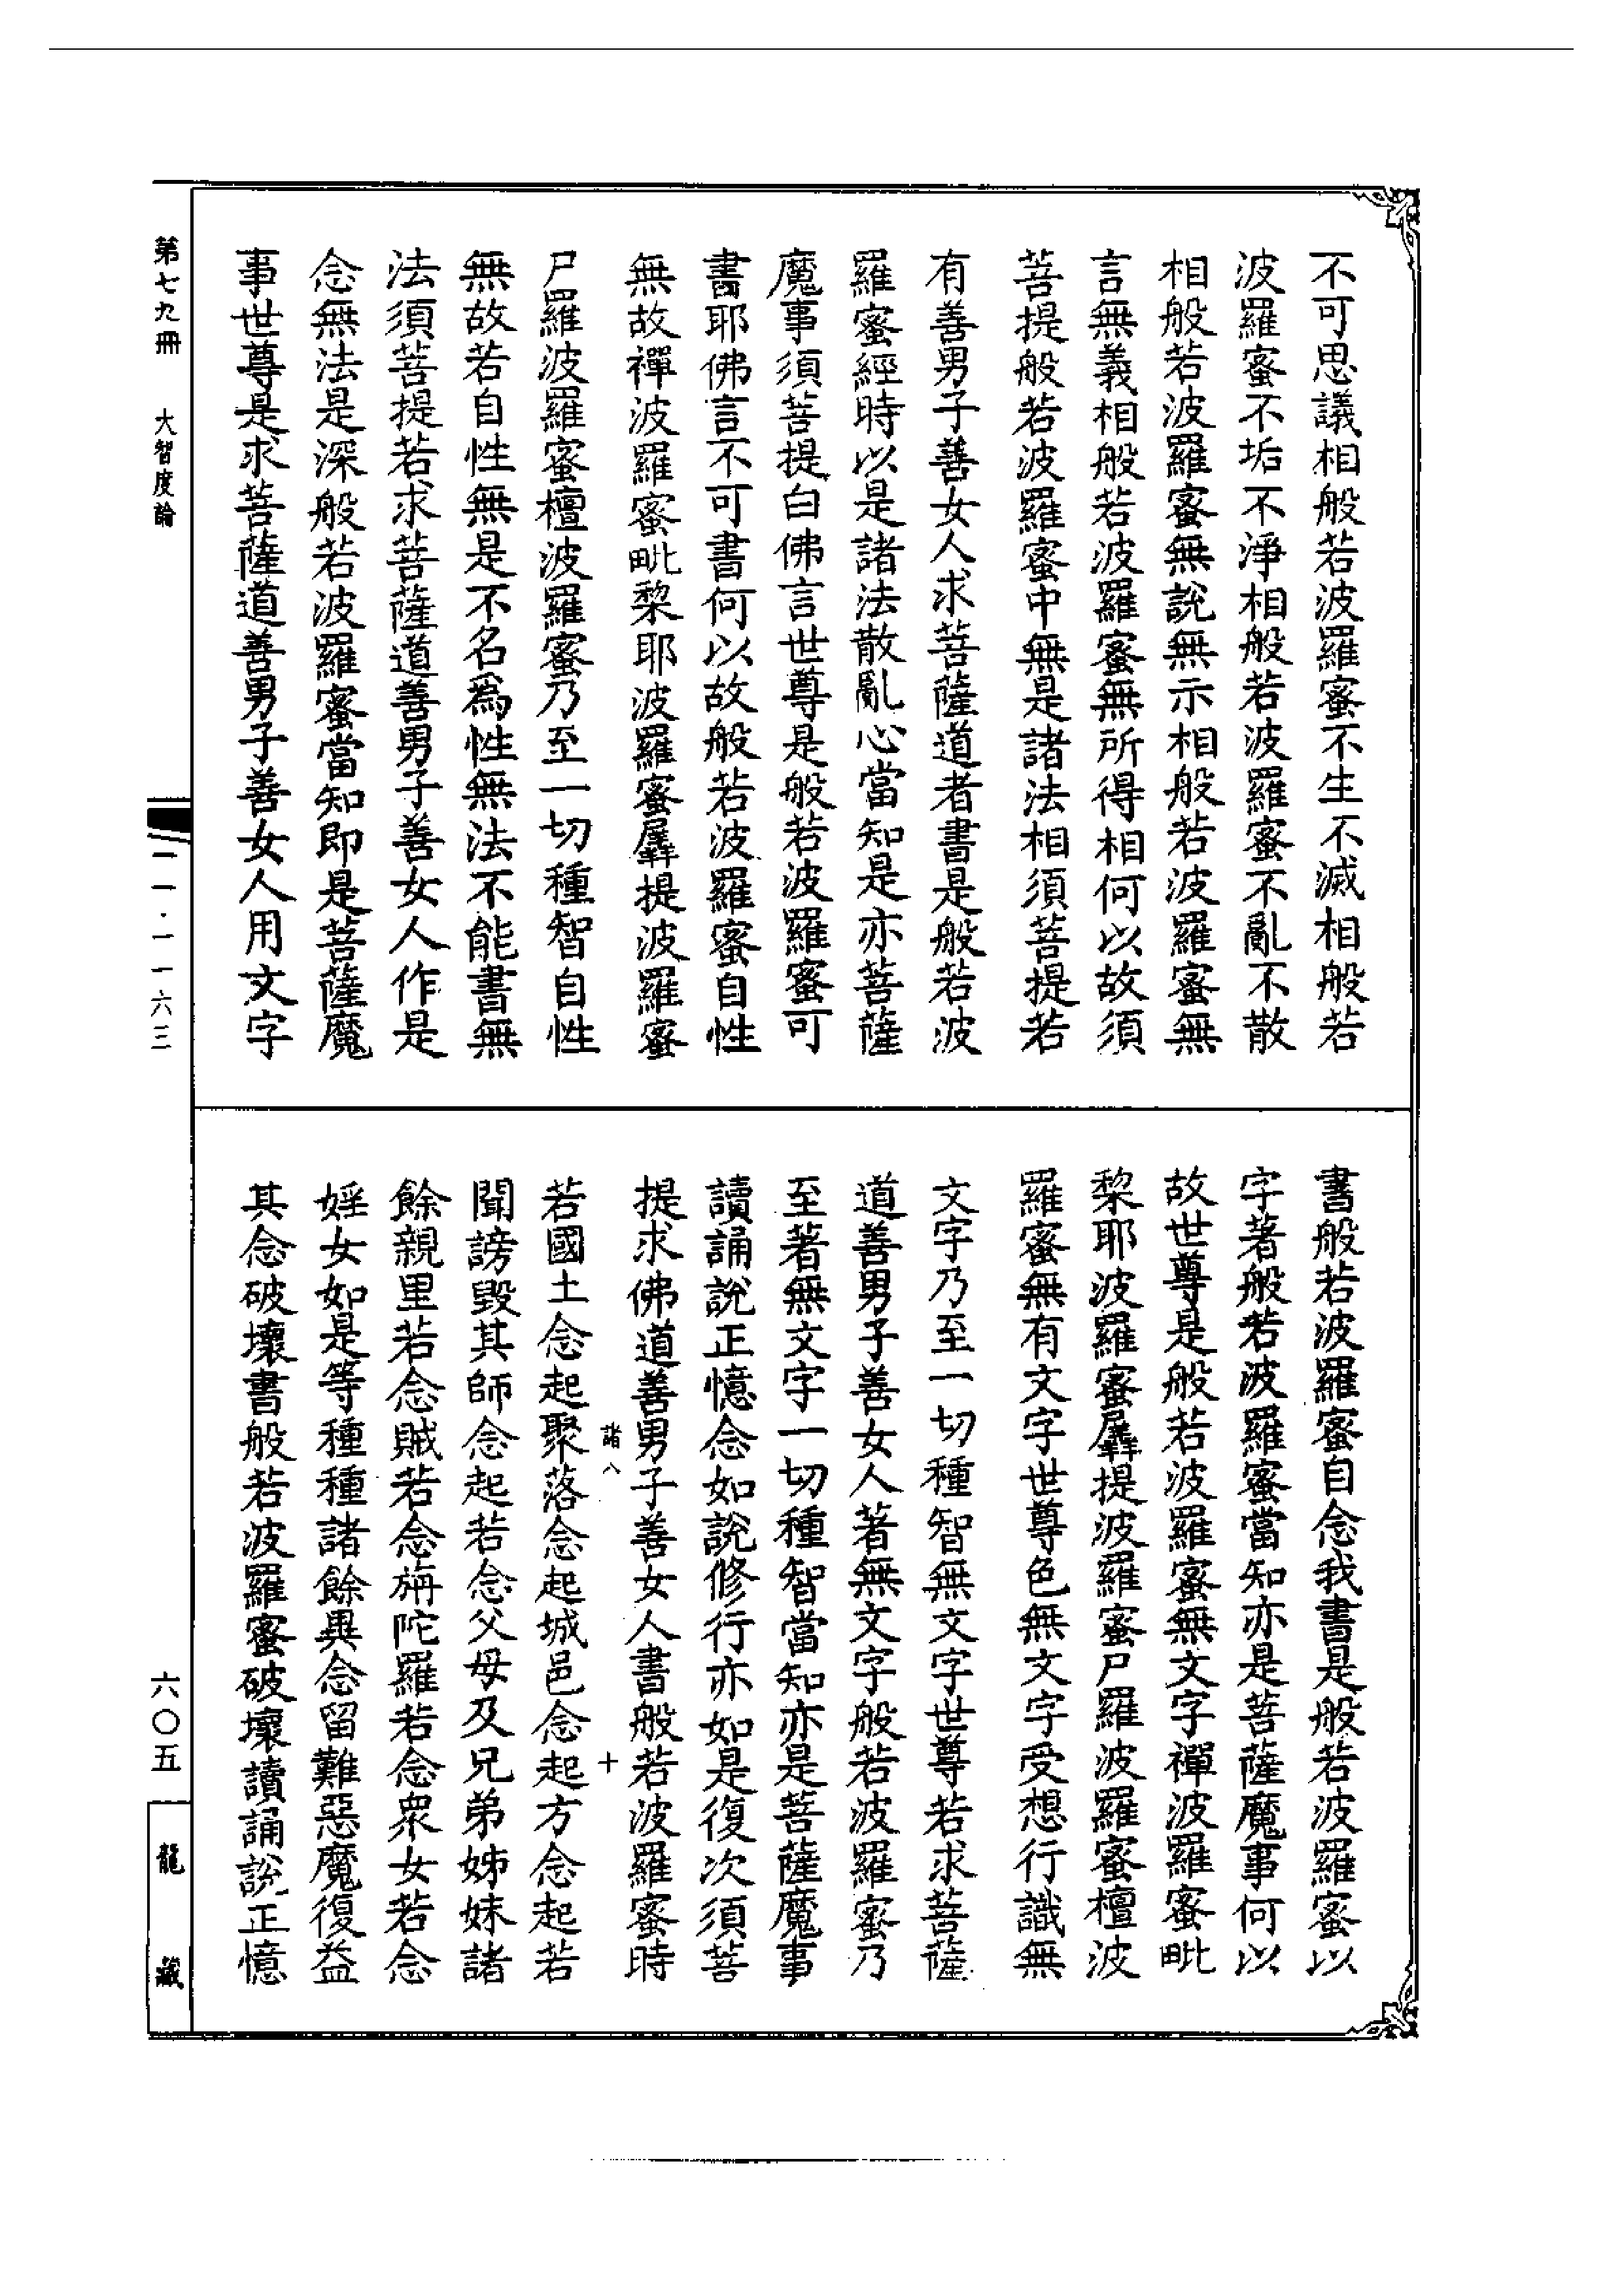 不可思議相般若波羅蜜不生不滅相般若
波羅蜜不垢不淨相般若波羅蜜不亂不散
相般若波羅蜜無說無示相般若波羅蜜無
言無義相般若波羅蜜無所得相何以故須
菩提般若波羅蜜中無是諸法相須菩提若
有善男子善女人求菩薩道者書是般若波
羅蜜經時以是諸法散亂心當知是亦菩薩
魔事須菩提白佛言世尊是般若波羅蜜可
書耶佛言不可書何以故般若波羅蜜自性
無故禪波羅蜜毗棃耶波羅蜜羼提波羅蜜
尸羅波羅蜜檀波羅蜜乃至一切種智自性
無故若自性無是不名爲性無法不能書無
法須菩提若求菩薩道善男子善女人作是
念無法是深般若波羅蜜當知即是菩薩魔
事世尊是求菩薩道善男子善女人用文字
書般若波羅蜜自念我書是般若波羅蜜以
字著般若波羅蜜當知亦是菩薩魔事何以
故世尊是般若波羅蜜無文字禪波羅蜜毗
棃耶波羅蜜羼提波羅蜜尸羅波羅蜜檀波
羅蜜無有文字世尊色無文字受想行識無
文字乃至一切種智無文字世尊若求菩薩
道善男子善女人著無文字般若波羅蜜乃
至著無文字一切種智當知亦是菩薩魔事
讀誦說正憶念如說修行亦如是復次須菩
提求佛道善男子善女人書般若波羅蜜時
諸八
十
若國土念起聚落念起城邑念起方念起若
聞謗毀其師念起若念父母及兄弟姊妹諸
餘親里若念賊若念旃陀羅若念衆女若念
婬女如是等種種諸餘異念留難惡魔復益
其念破壞書般若波羅蜜破壞讀誦說正憶
第七九冊
大智度論
一一·一一六三
六〇五
龍藏